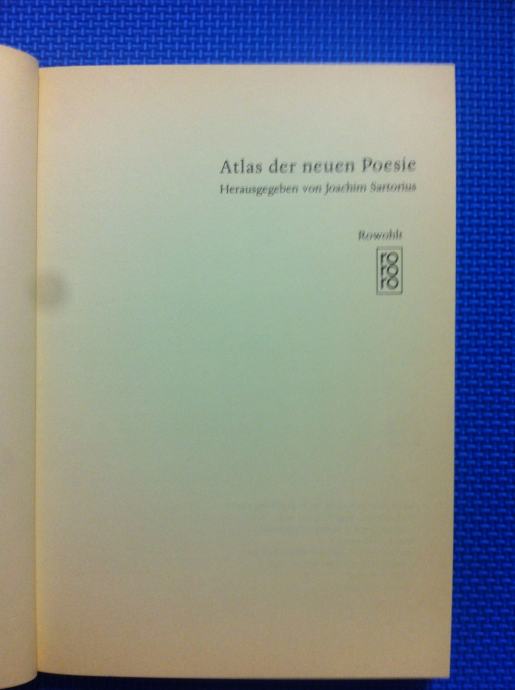 Atlas der neuen Poesie
Herausgegeben von Joachim Sartorius
Rowohlt
ro
ro
ro